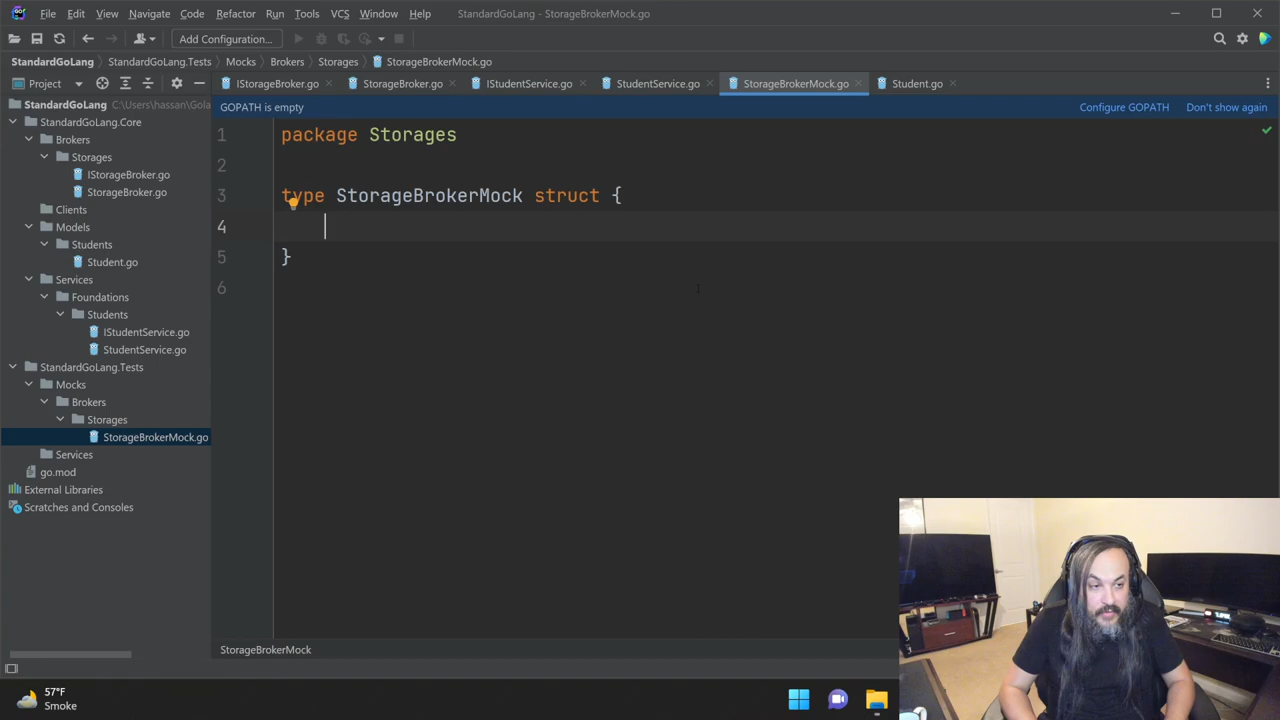 File Edit View Navigate Code Refactor Run Tools VCS Window Help StandardGoLang - StorageBrokerMock.go
Add Configuration...
StandardGoLang StandardGoLang.Tests Mocks Brokers Storages StorageBrokerMock.go
Project IStorageBroker.go StorageBroker.go IStudentService.go StudentService.go StorageBrokerMock.go Student.go
GOPATH is empty Configure GOPATH Don't show again
StandardGoLang C:\Users\hassan\Gola
StandardGoLang.Core
Brokers
Storages
IStorageBroker.go
StorageBroker.go
Clients
Models
Students
Student.go
Services
Foundations
Students
IStudentService.go
StudentService.go
StandardGoLang.Tests
Mocks
Brokers
Storages
StorageBrokerMock.go
Services
go.mod
External Libraries
Scratches and Consoles
1 package Storages
2
3 type StorageBrokerMock struct {
4
5 }
6
StorageBrokerMock
57°F
Smoke